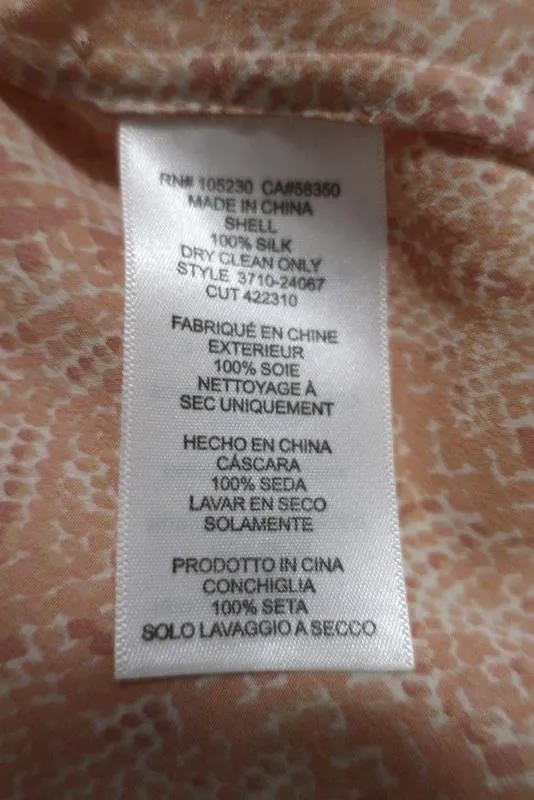 RN# 105230 CA#58350
MADE IN CHINA
SHELL
100% SILK
DRY CLEAN ONLY
STYLE 3710-24067
CUT 422310
FABRIQUÉ EN CHINE
EXTERIEUR
100% SOIE
NETTOYAGE À
SEC UNIQUEMENT
HECHO EN CHINA
CÁSCARA
100% SEDA
LAVAR EN SECO
SOLAMENTE
PRODOTTO IN CINA
CONCHIGLIA
100% SETA
SOLO LAVAGGIO A SECCO